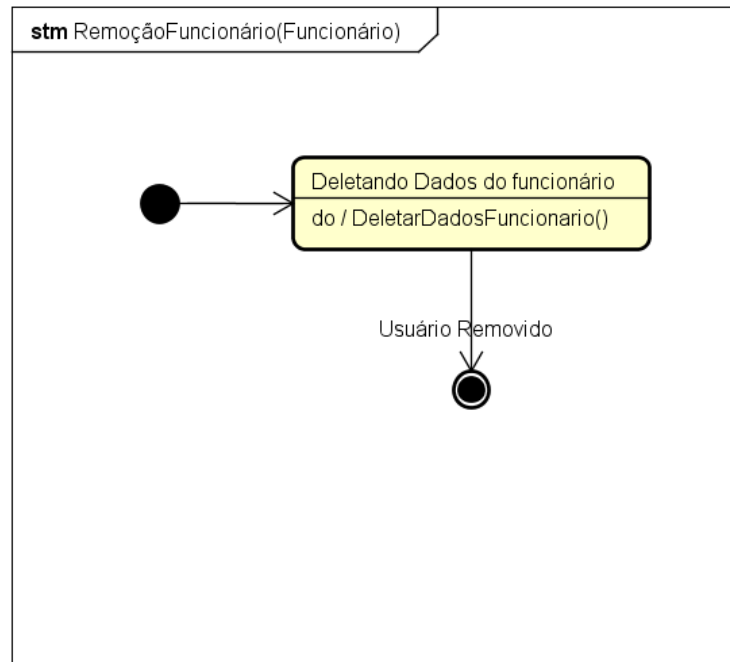 stm RemoçãoFuncionário(Funcionário)
Deletando Dados do funcionário
do / DeletarDadosFuncionario()
Usuário Removido